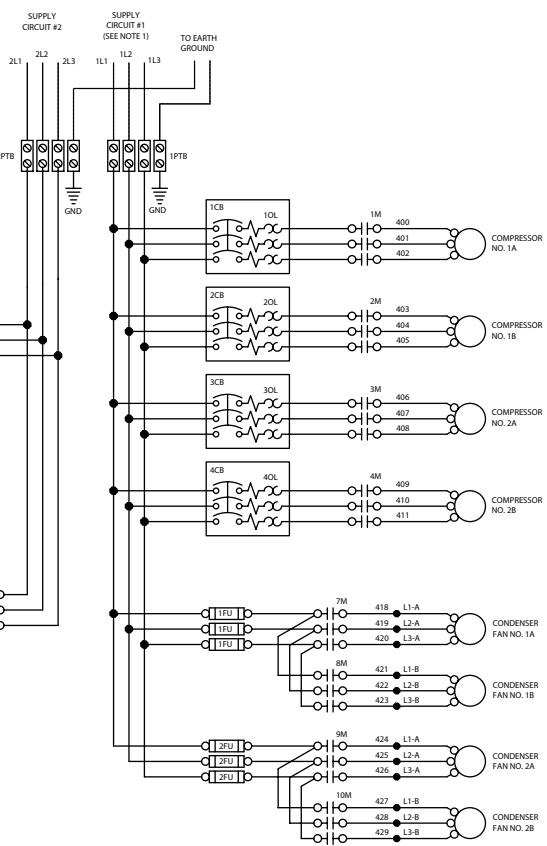 SUPPLY
CIRCUIT #2
SUPPLY
CIRCUIT #1
(SEE NOTE 1)
TO EARTH
GROUND
2L1
2L2
2L3
1L1
1L2
1L3
PTB
1PTB
GND
GND
1CB
1OL
1M
400
401
402
COMPRESSOR
NO. 1A
2CB
2OL
2M
403
404
405
COMPRESSOR
NO. 1B
3CB
3OL
3M
406
407
408
COMPRESSOR
NO. 2A
4CB
4OL
4M
409
410
411
COMPRESSOR
NO. 2B
1FU
1FU
1FU
7M
418 L1-A
419 L2-A
420 L3-A
CONDENSER
FAN NO. 1A
8M
421 L1-B
422 L2-B
423 L3-B
CONDENSER
FAN NO. 1B
2FU
2FU
2FU
9M
424 L1-A
425 L2-A
426 L3-A
CONDENSER
FAN NO. 2A
10M
427 L1-B
428 L2-B
429 L3-B
CONDENSER
FAN NO. 2B